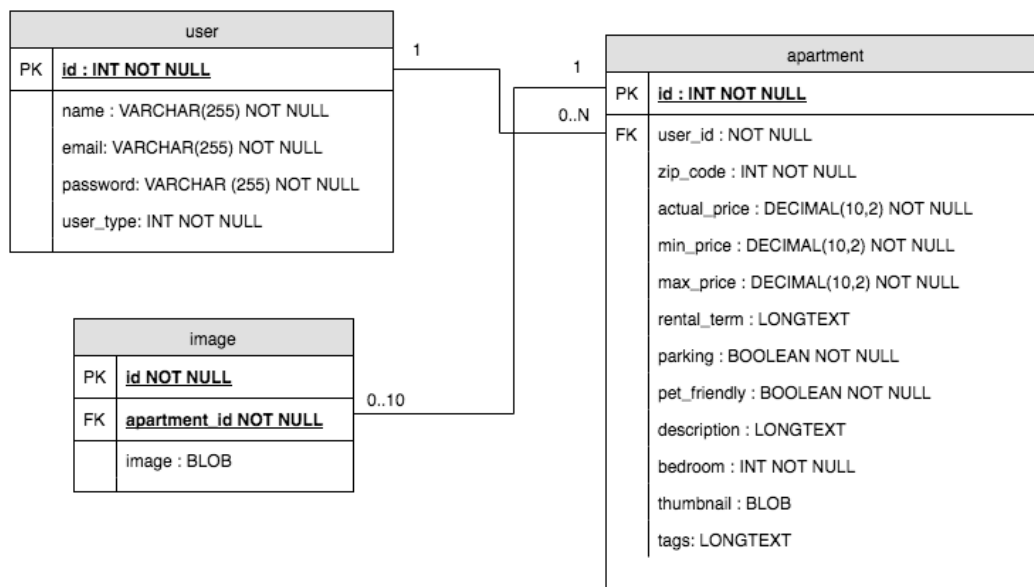 user
PK id : INT NOT NULL
name : VARCHAR(255) NOT NULL
email: VARCHAR(255) NOT NULL
password: VARCHAR (255) NOT NULL
user_type: INT NOT NULL
1
1
0..N
apartment
PK id : INT NOT NULL
FK user_id : NOT NULL
zip_code : INT NOT NULL
actual_price : DECIMAL(10,2) NOT NULL
min_price : DECIMAL(10,2) NOT NULL
max_price : DECIMAL(10,2) NOT NULL
rental_term : LONGTEXT
parking : BOOLEAN NOT NULL
pet_friendly : BOOLEAN NOT NULL
description : LONGTEXT
bedroom : INT NOT NULL
thumbnail : BLOB
tags: LONGTEXT
image
PK id NOT NULL
FK apartment_id NOT NULL
image : BLOB
0..10